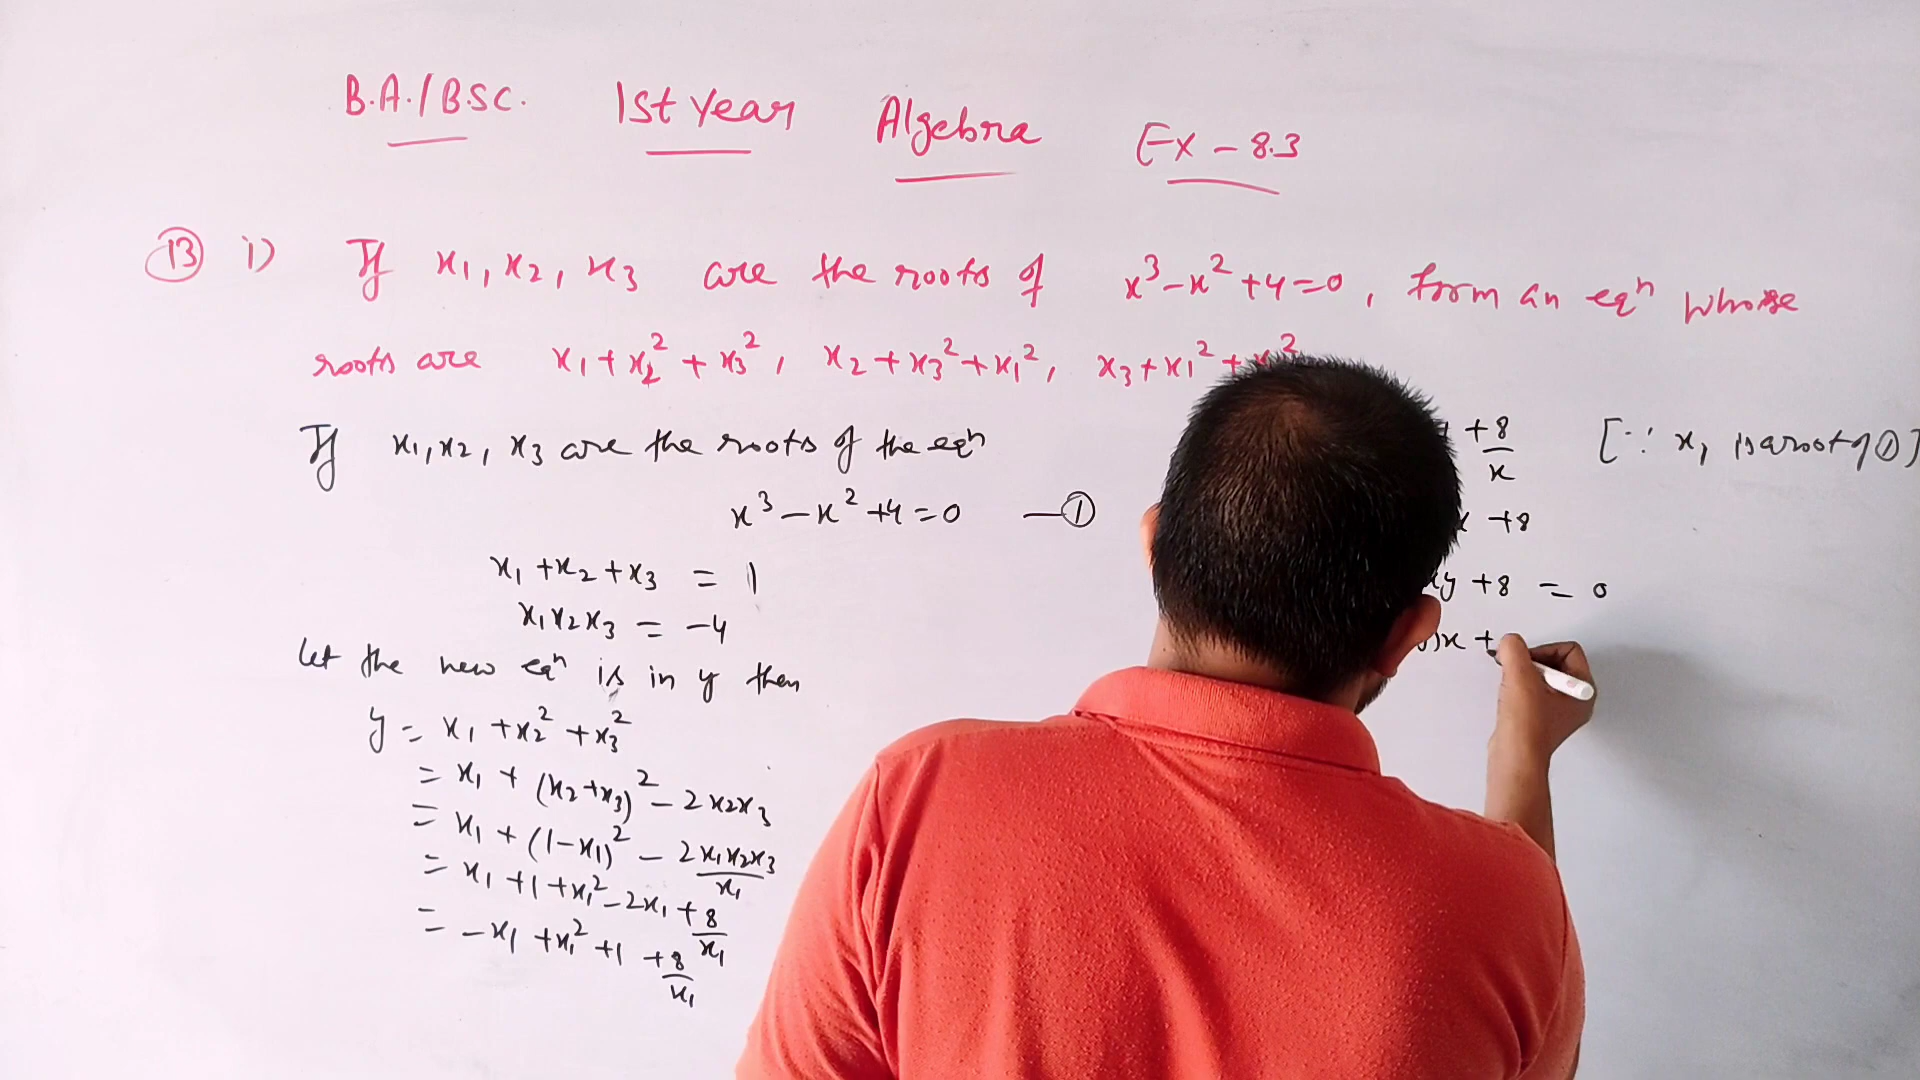 B.A./B.SC. 1st Year Algebra Ex - 8.3
(13) i) If x₁, x₂, x₃ are the roots of x³-x²+4=0, form an eqⁿ whose
roots are x₁+x₂²+x₃², x₂+x₃²+x₁², x₃+x₁²+
If x₁, x₂, x₃ are the roots of the eqⁿ
x³-x²+4=0 —①
x₁+x₂+x₃ = 1
x₁x₂x₃ = -4
Let the new eqⁿ is in y then
y = x₁+x₂²+x₃²
= x₁+(x₂+x₃)²-2x₂x₃
= x₁+(1-x₁)²-2x₁x₂x₃/x₁
= x₁+1+x₁²-2x₁+8/x₁
= -x₁+x₁²+1+8/x₁
+8/x [∵ x₁ is a root of ①]
x+8
xy+8 = 0
)x+